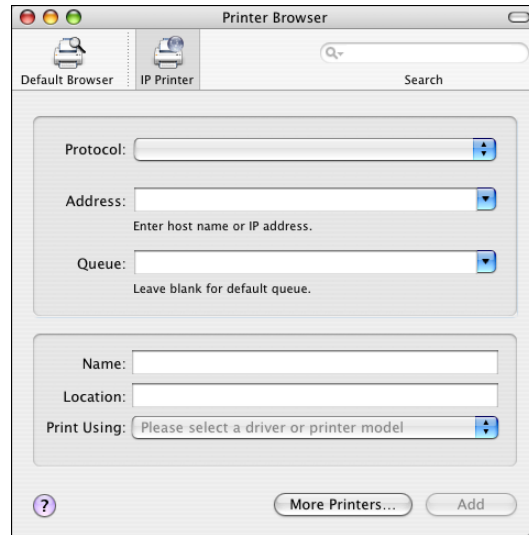 Printer Browser
Default Browser
IP Printer
Search
Protocol:
Address:
Enter host name or IP address.
Queue:
Leave blank for default queue.
Name:
Location:
Print Using: Please select a driver or printer model
?
More Printers... Add